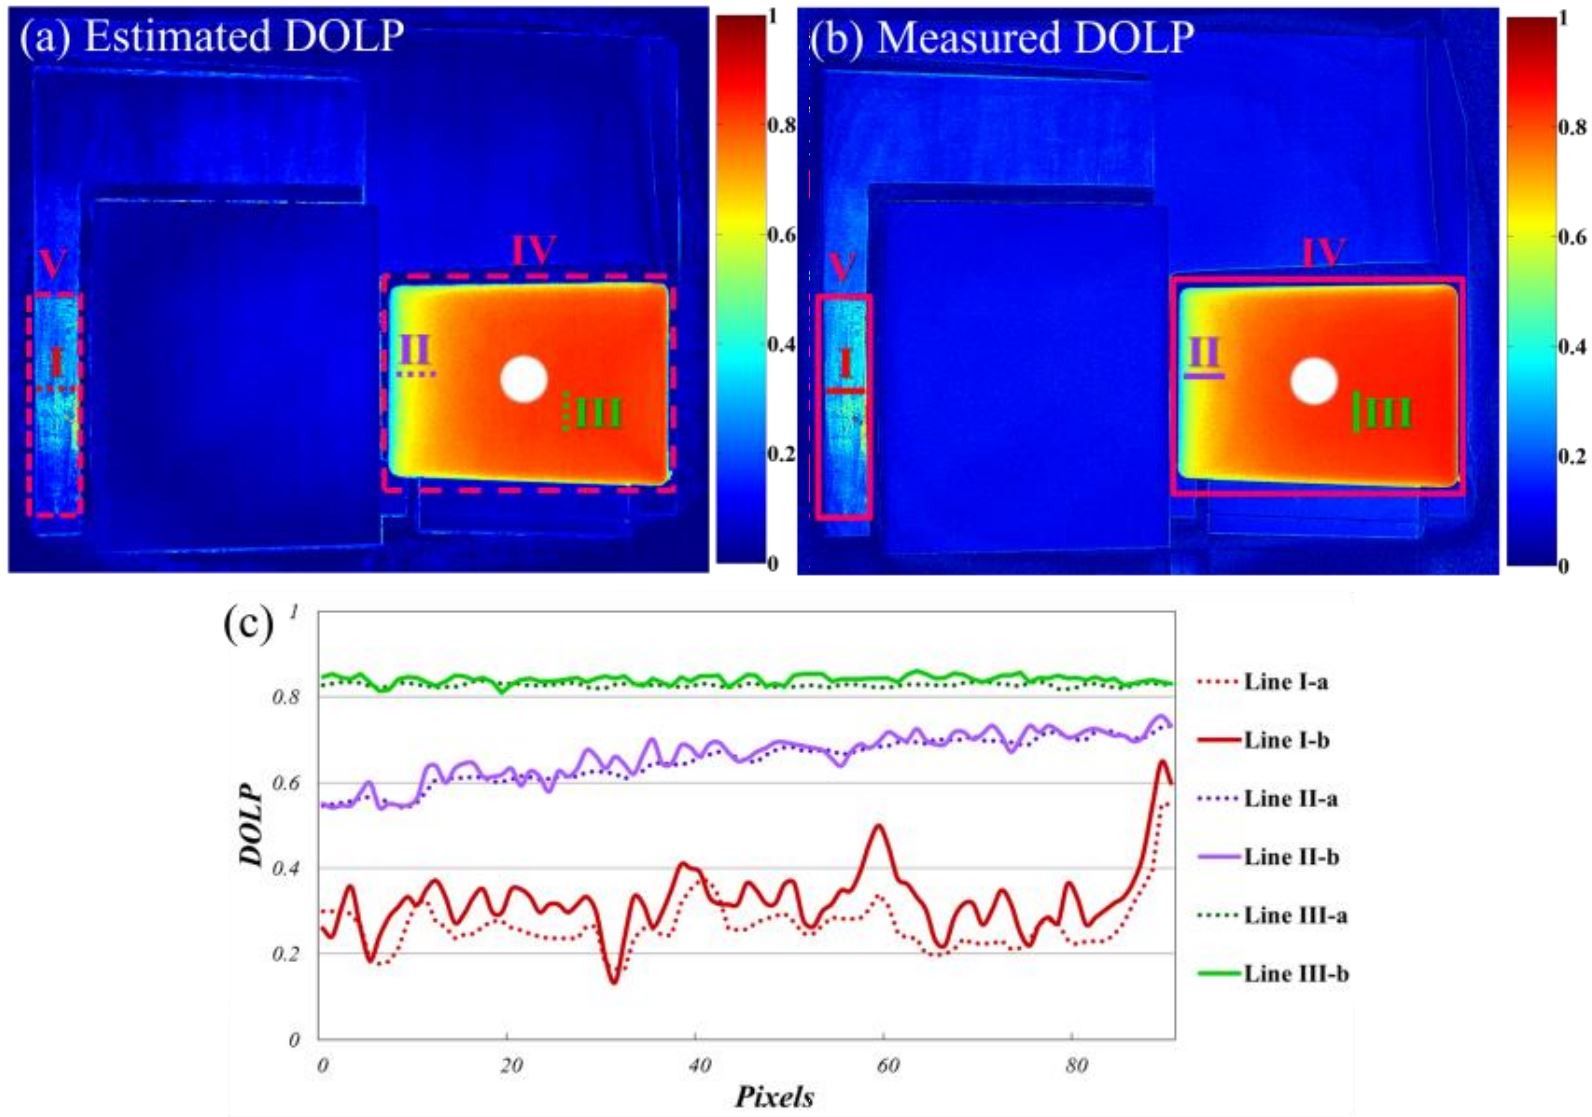 (a) Estimated DOLP
1
0.8
0.6
0.4
0.2
0
V
I
IV
II
III
(b) Measured DOLP
1
0.8
0.6
0.4
0.2
0
V
I
IV
II
III
(c)
1
0.8
0.6
0.4
0.2
0
DOLP
0 20 40 60 80
Pixels
Line I-a
Line I-b
Line II-a
Line II-b
Line III-a
Line III-b